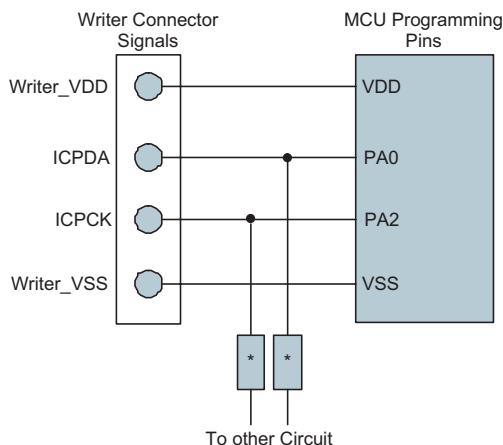 Writer Connector
Signals
MCU Programming
Pins
Writer_VDD
VDD
ICPDA
PA0
ICPCK
PA2
Writer_VSS
VSS
*
*
To other Circuit